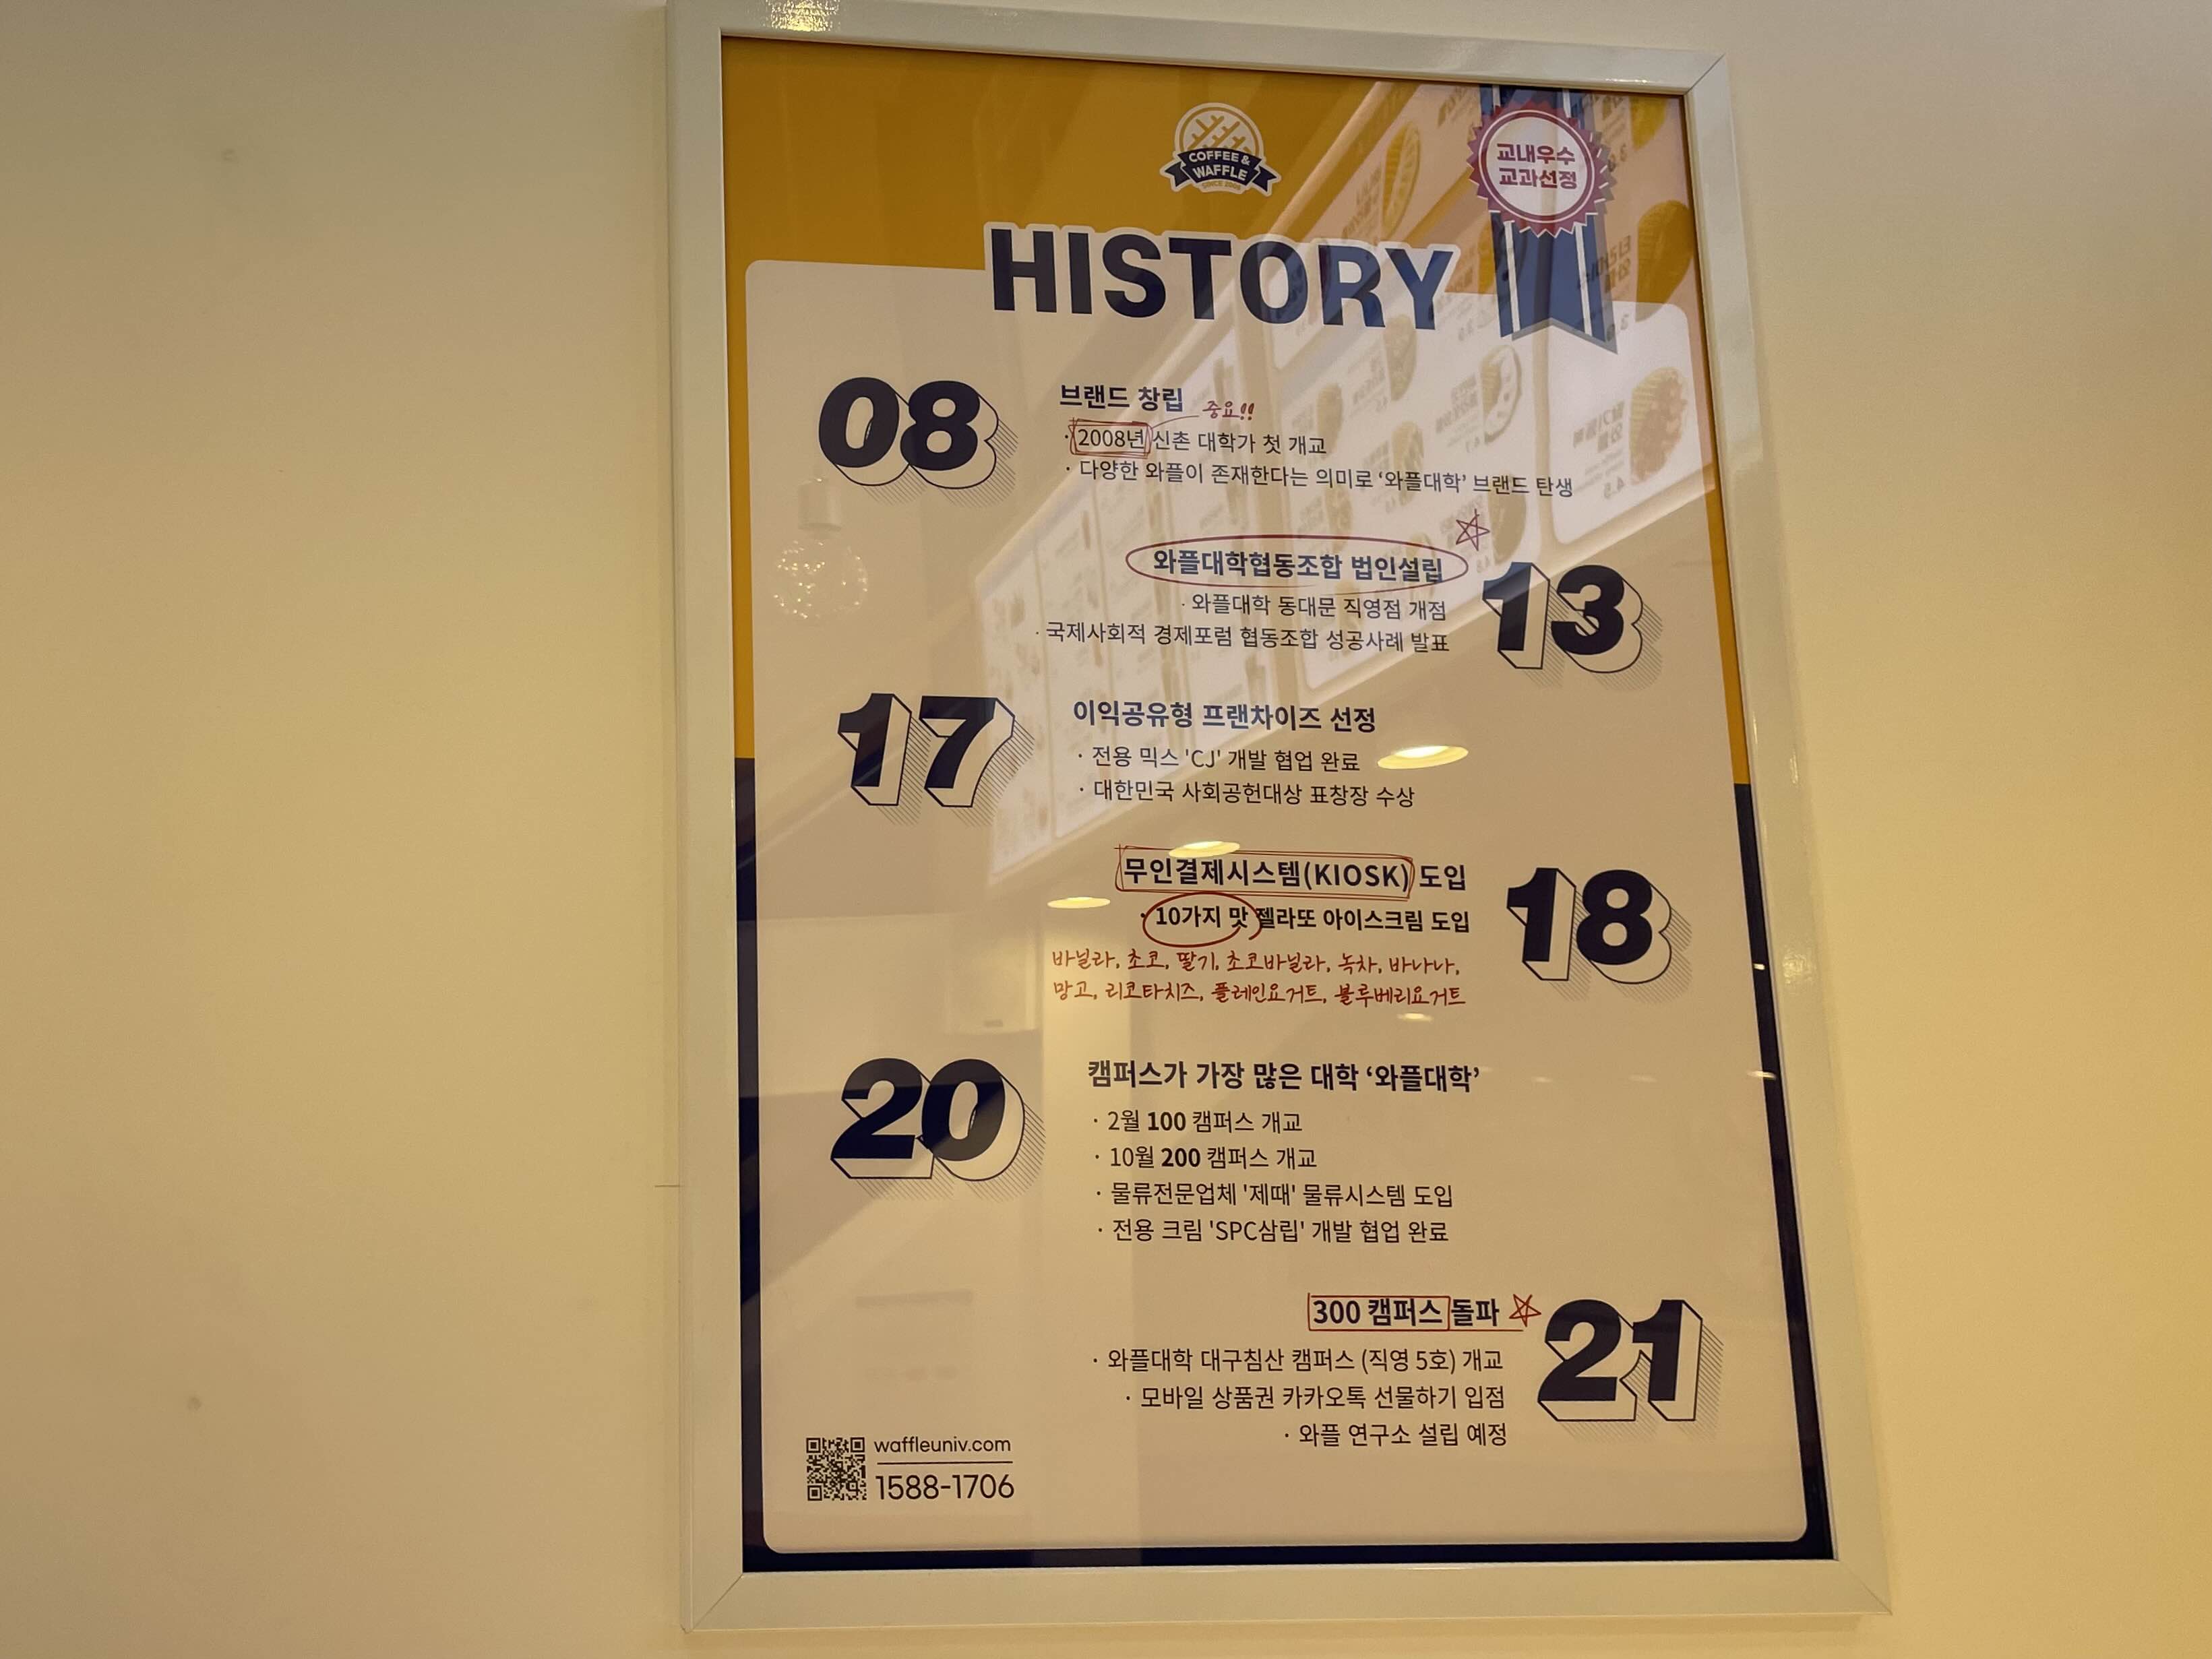 COFFEE &
WAFFLE
SINCE 2008
교내우수
교과선정
HISTORY
08
브랜드 창립
중요!!
· 2008년 신촌 대학가 첫 개교
· 다양한 와플이 존재한다는 의미로 ‘와플대학’ 브랜드 탄생
와플대학협동조합 법인설립
· 와플대학 동대문 직영점 개점
· 국제사회적 경제포럼 협동조합 성공사례 발표
13
17
이익공유형 프랜차이즈 선정
· 전용 믹스 'CJ' 개발 협업 완료
· 대한민국 사회공헌대상 표창장 수상
무인결제시스템(KIOSK) 도입
· 10가지 맛 젤라또 아이스크림 도입
바닐라, 초코, 딸기, 초코바닐라, 녹차, 바나나,
망고, 리코타치즈, 플레인요거트, 블루베리요거트
18
20
캠퍼스가 가장 많은 대학 ‘와플대학’
· 2월 100 캠퍼스 개교
· 10월 200 캠퍼스 개교
· 물류전문업체 '제때' 물류시스템 도입
· 전용 크림 'SPC삼립' 개발 협업 완료
300 캠퍼스 돌파
· 와플대학 대구침산 캠퍼스 (직영 5호) 개교
· 모바일 상품권 카카오톡 선물하기 입점
· 와플 연구소 설립 예정
21
waffleuniv.com
1588-1706